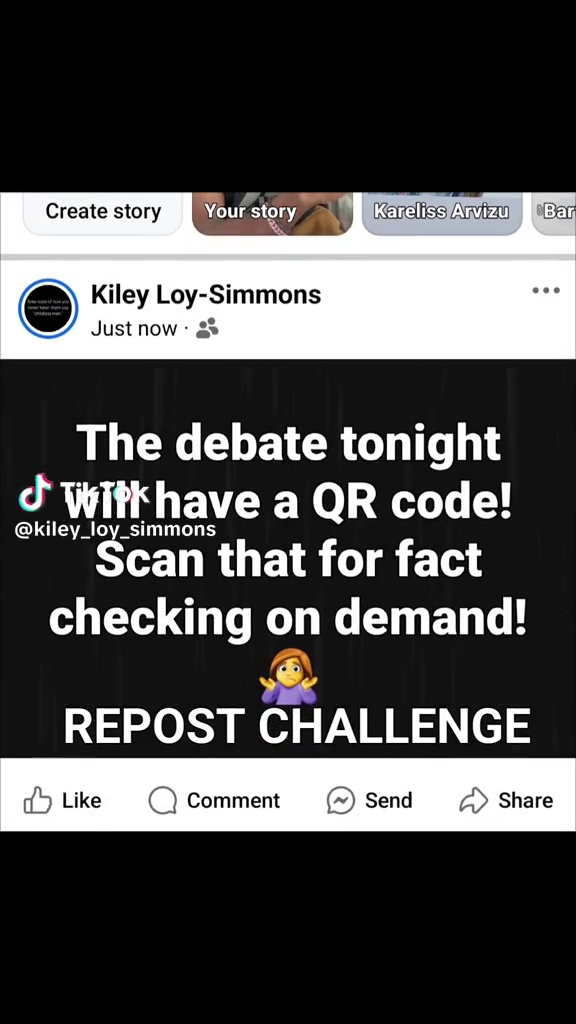 Create story
Your story
Kareliss Arvizu
Bar
Kiley Loy-Simmons
Just now ·
The debate tonight
will have a QR code!
Scan that for fact
checking on demand!
REPOST CHALLENGE
TikTok
@kiley_loy_simmons
Like
Comment
Send
Share